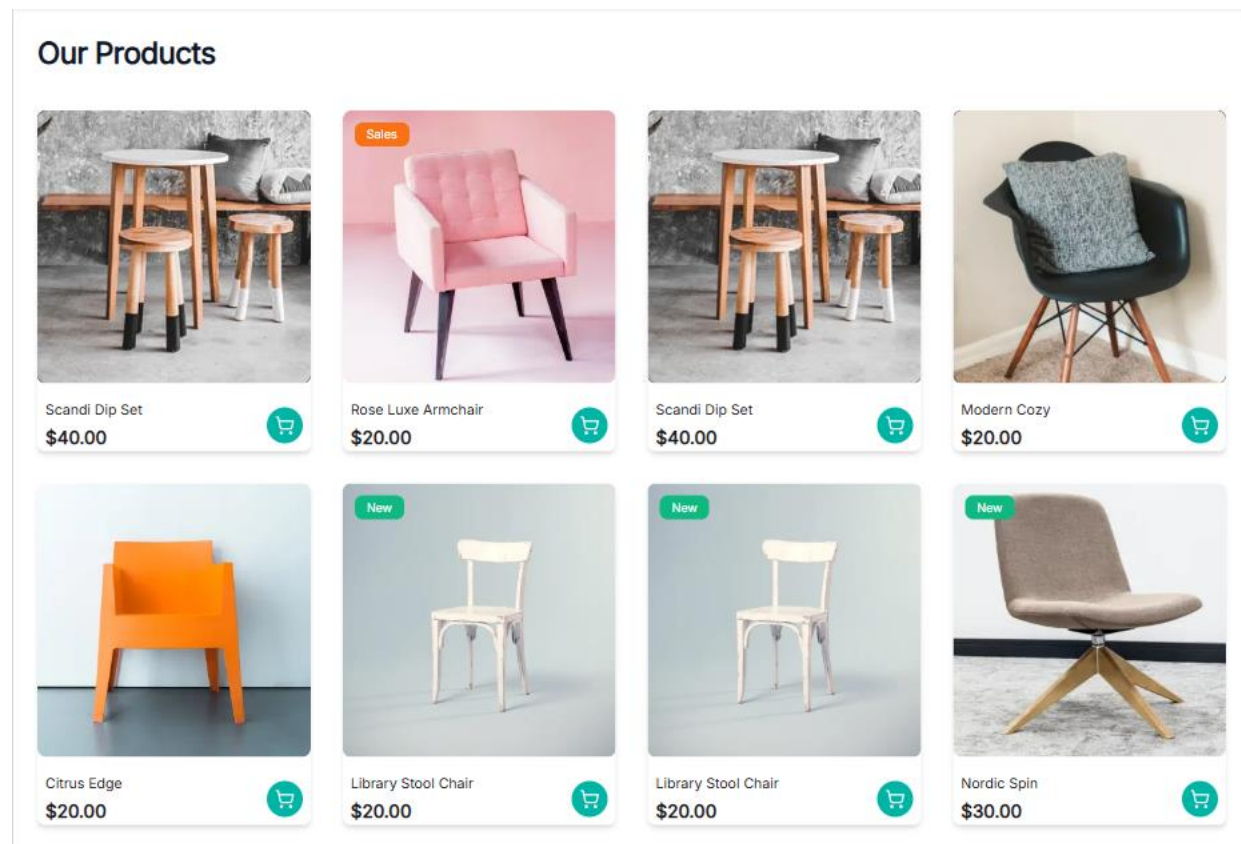 Our Products
Sales
Scandi Dip Set
$40.00
Rose Luxe Armchair
$20.00
Scandi Dip Set
$40.00
Modern Cozy
$20.00
New
New
New
Citrus Edge
$20.00
Library Stool Chair
$20.00
Library Stool Chair
$20.00
Nordic Spin
$30.00